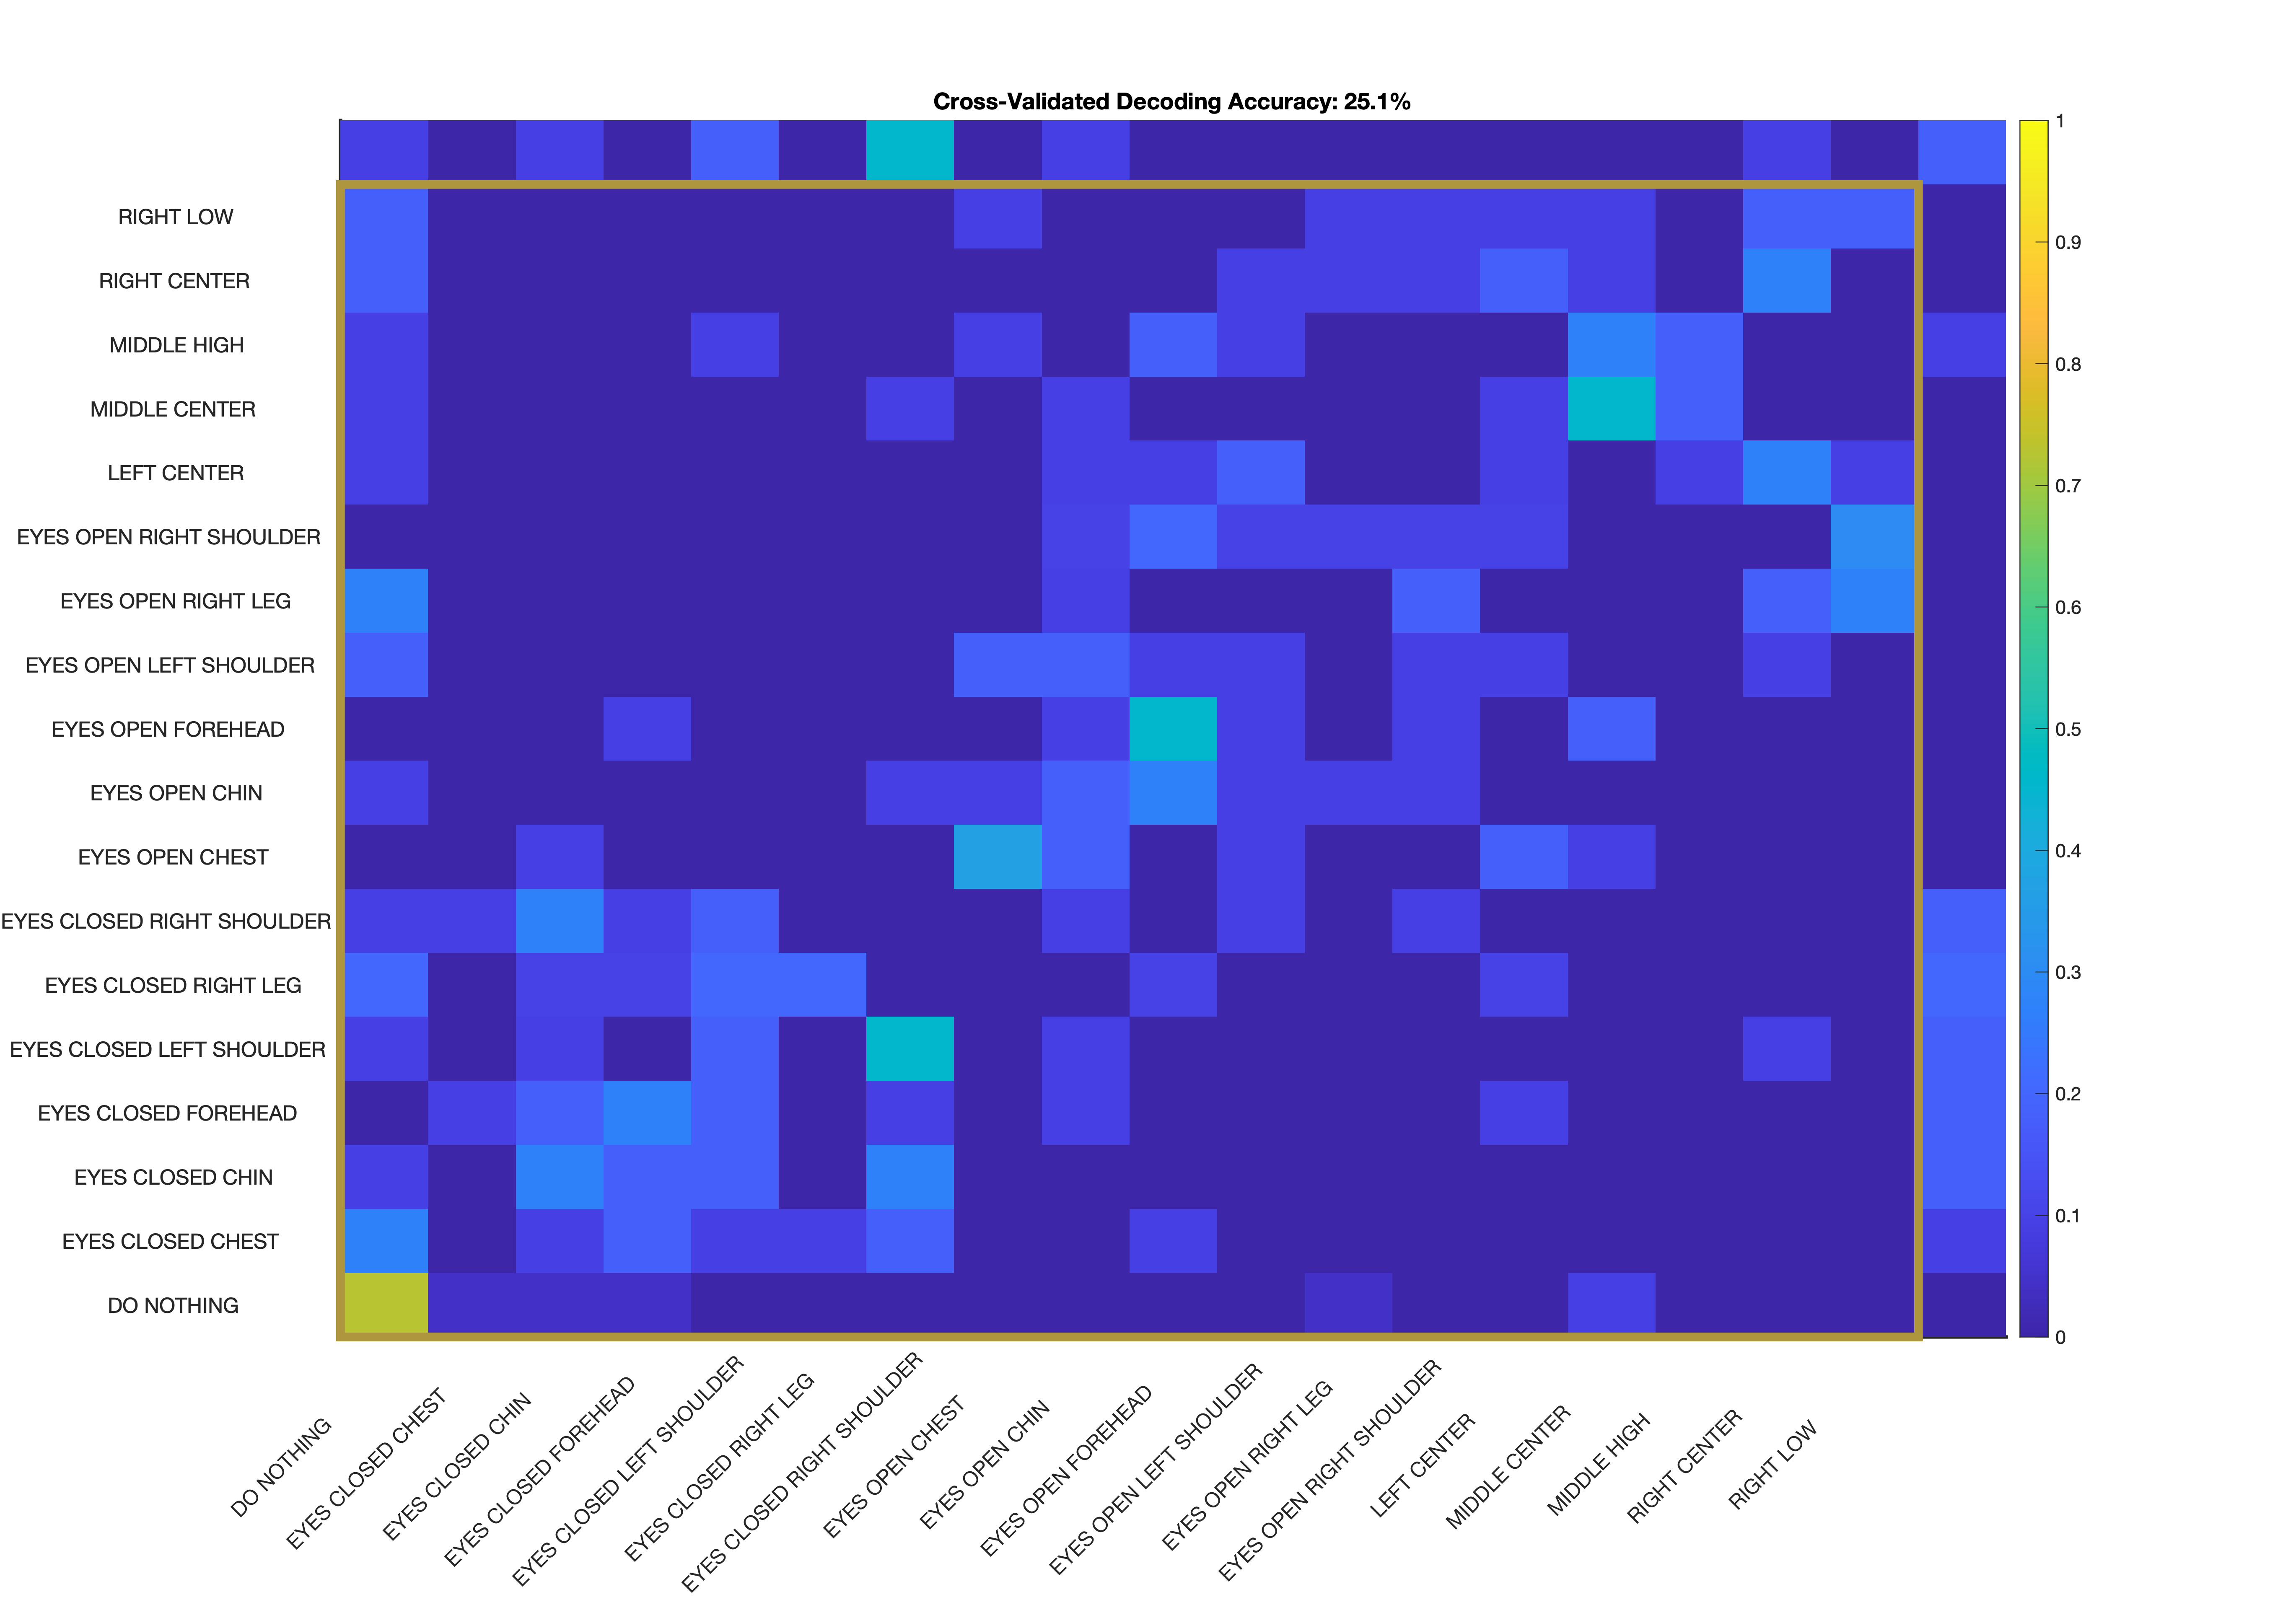 Cross-Validated Decoding Accuracy: 25.1%
RIGHT LOW
RIGHT CENTER
MIDDLE HIGH
MIDDLE CENTER
LEFT CENTER
EYES OPEN RIGHT SHOULDER
EYES OPEN RIGHT LEG
EYES OPEN LEFT SHOULDER
EYES OPEN FOREHEAD
EYES OPEN CHIN
EYES OPEN CHEST
EYES CLOSED RIGHT SHOULDER
EYES CLOSED RIGHT LEG
EYES CLOSED LEFT SHOULDER
EYES CLOSED FOREHEAD
EYES CLOSED CHIN
EYES CLOSED CHEST
DO NOTHING
1
0.9
0.8
0.7
0.6
0.5
0.4
0.3
0.2
0.1
0
DO NOTHING
EYES CLOSED CHEST
EYES CLOSED CHIN
EYES CLOSED FOREHEAD
EYES CLOSED LEFT SHOULDER
EYES CLOSED RIGHT LEG
EYES CLOSED RIGHT SHOULDER
EYES OPEN CHEST
EYES OPEN CHIN
EYES OPEN FOREHEAD
EYES OPEN LEFT SHOULDER
EYES OPEN RIGHT LEG
EYES OPEN RIGHT SHOULDER
LEFT CENTER
MIDDLE CENTER
MIDDLE HIGH
RIGHT CENTER
RIGHT LOW